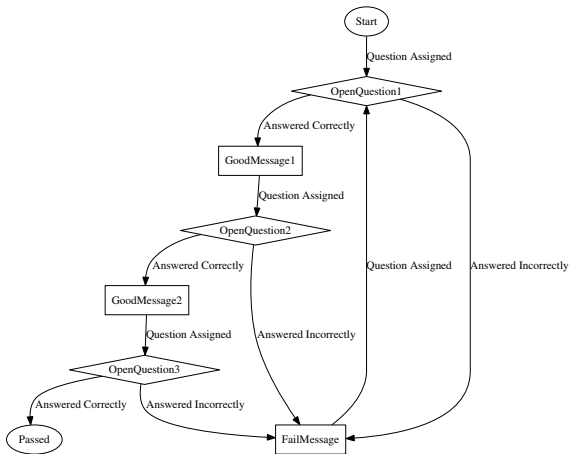 Start
Question Assigned
OpenQuestion1
Answered Correctly
GoodMessage1
Question Assigned
OpenQuestion2
Answered Correctly
Question Assigned
Answered Incorrectly
GoodMessage2
Question Assigned
Answered Incorrectly
OpenQuestion3
Answered Correctly
Answered Incorrectly
Passed
FailMessage